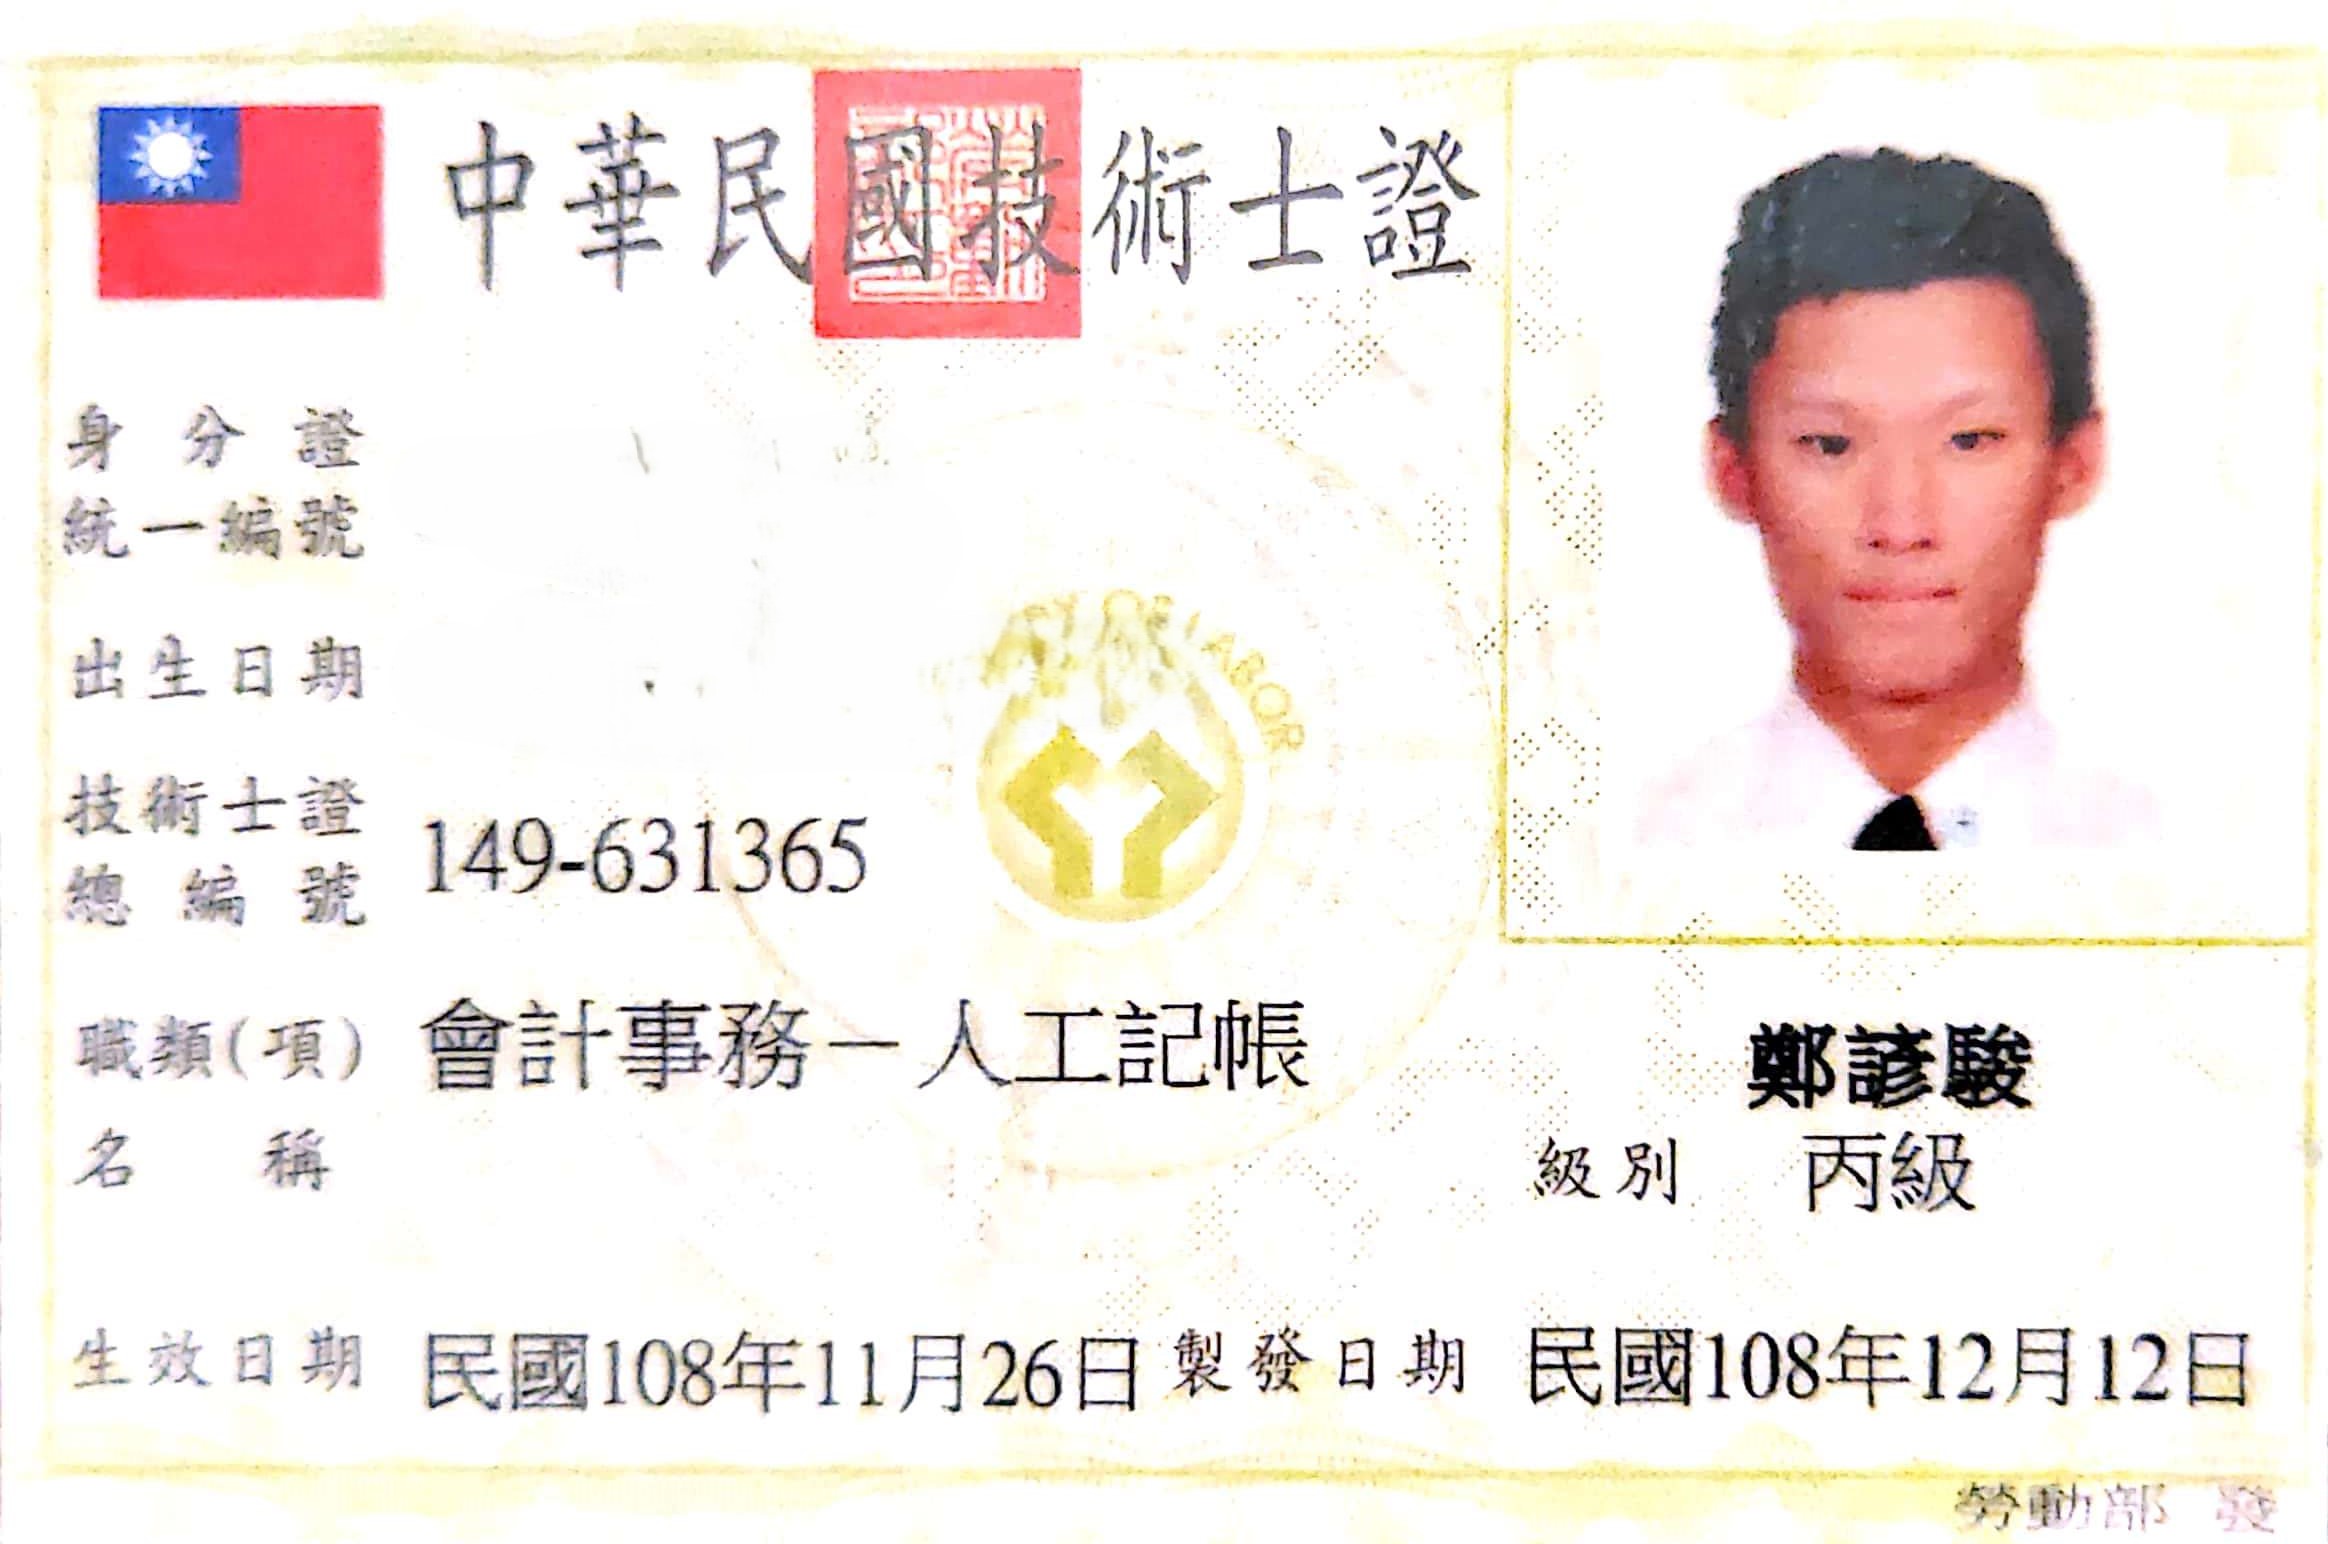 中華民國技術士證
身分證
統一編號
出生日期
技術士證
總編號
149-631365
職類(項)
名稱
會計事務－人工記帳
鄭諺駿
級別 丙級
生效日期 民國108年11月26日 製發日期 民國108年12月12日
勞動部 發